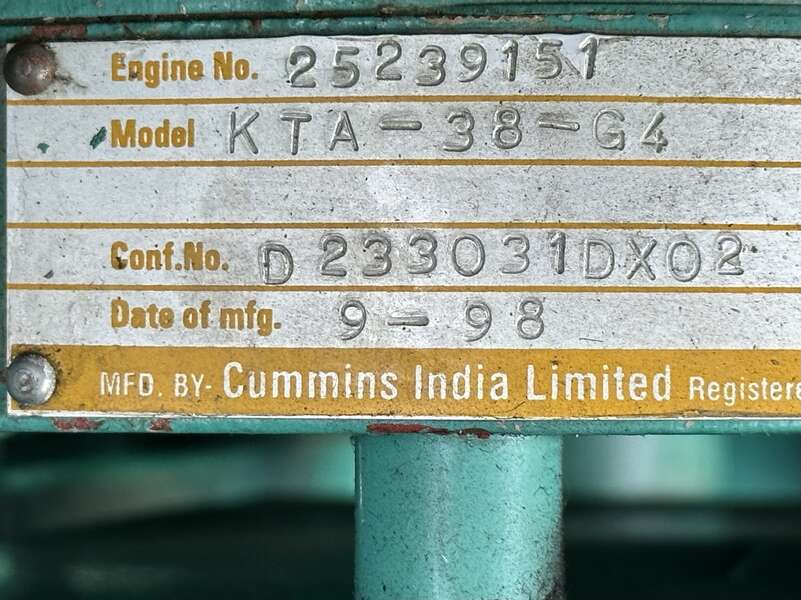 Engine No. 25239151
Model KTA-38-G4
Conf.No. D233031DX02
Date of mfg. 9-98
MFD. BY- Cummins India Limited Registere